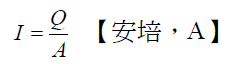 I = Q/A 【安培，A】